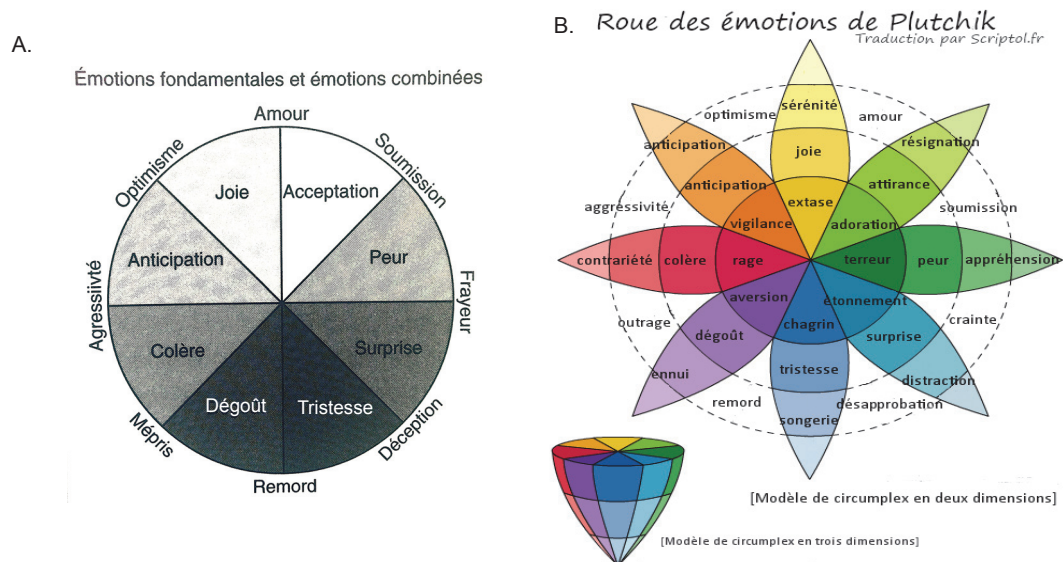 A.
Émotions fondamentales et émotions combinées
Amour
Optimisme
Soumission
Joie
Acceptation
Anticipation
Peur
Agressivité
Frayeur
Colère
Surprise
Dégoût
Tristesse
Mépris
Déception
Remord
B.
Roue des émotions de Plutchik
Traduction par Scriptol.fr
sérénité
optimisme
amour
anticipation
résignation
joie
anticipation
attirance
extase
aggressivité
soumission
vigilance
adoration
contrariété
colère
rage
terreur
peur
appréhension
aversion
étonnement
outrage
chagrin
crainte
dégoût
surprise
ennui
tristesse
distraction
remord
désapprobation
songerie
[Modèle de circumplex en deux dimensions]
[Modèle de circumplex en trois dimensions]